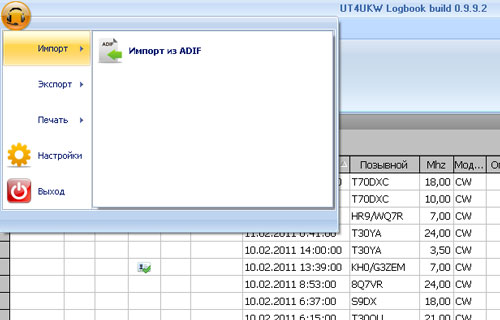 UT4UKW Logbook build 0.9.9.2
Импорт
ADIF
Импорт из ADIF
Экспорт
Печать
Настройки
Выход
Позывной Mhz Мод...
T70DXC 18,00 CW
T70DXC 10,00 CW
HR9/WQ7R 7,00 CW
11.02.2011 6:41:00 T30YA 24,00 CW
10.02.2011 14:00:00 T30YA 3,50 CW
10.02.2011 13:39:00 KH0/G3ZEM 7,00 CW
10.02.2011 8:53:00 8Q7VR 24,00 CW
10.02.2011 6:37:00 S9DX 18,00 CW
10.02.2011 6:15:00 T30OU 21,00 CW